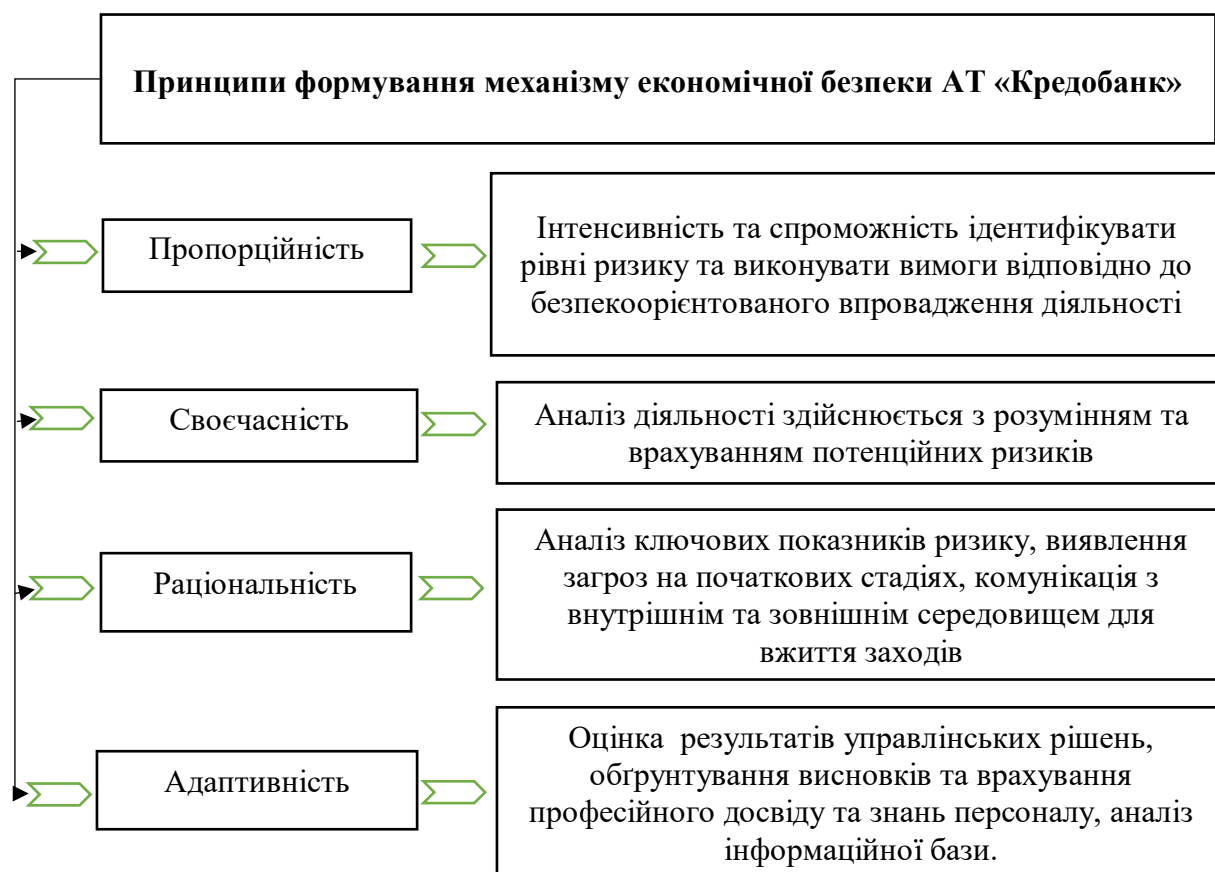 Принципи формування механізму економічної безпеки АТ «Кредобанк»
Пропорційність
Інтенсивність та спроможність ідентифікувати
рівні ризику та виконувати вимоги відповідно до
безпекоорієнтованого впровадження діяльності
Своєчасність
Аналіз діяльності здійснюється з розумінням та
врахуванням потенційних ризиків
Раціональність
Аналіз ключових показників ризику, виявлення
загроз на початкових стадіях, комунікація з
внутрішнім та зовнішнім середовищем для
вжиття заходів
Адаптивність
Оцінка результатів управлінських рішень,
обґрунтування висновків та врахування
професійного досвіду та знань персоналу, аналіз
інформаційної бази.